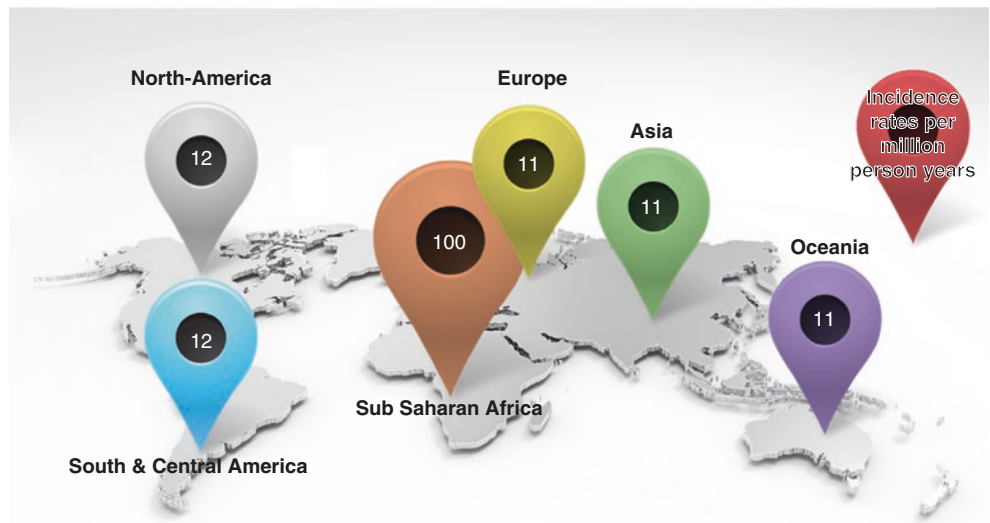 North-America
12
Europe
11
Asia
11
Incidence
rates per
million
person years
100
Oceania
11
12
Sub Saharan Africa
South & Central America